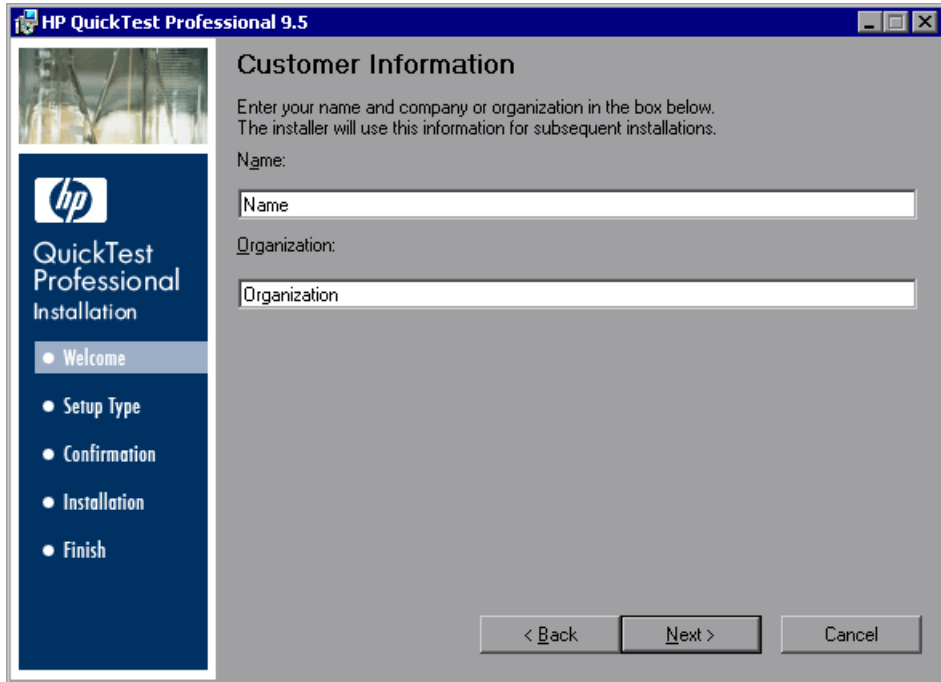 HP QuickTest Professional 9.5
hp
QuickTest
Professional
Installation
Welcome
Setup Type
Confirmation
Installation
Finish
Customer Information
Enter your name and company or organization in the box below.
The installer will use this information for subsequent installations.
Name:
Name
Organization:
Organization
< Back
Next >
Cancel